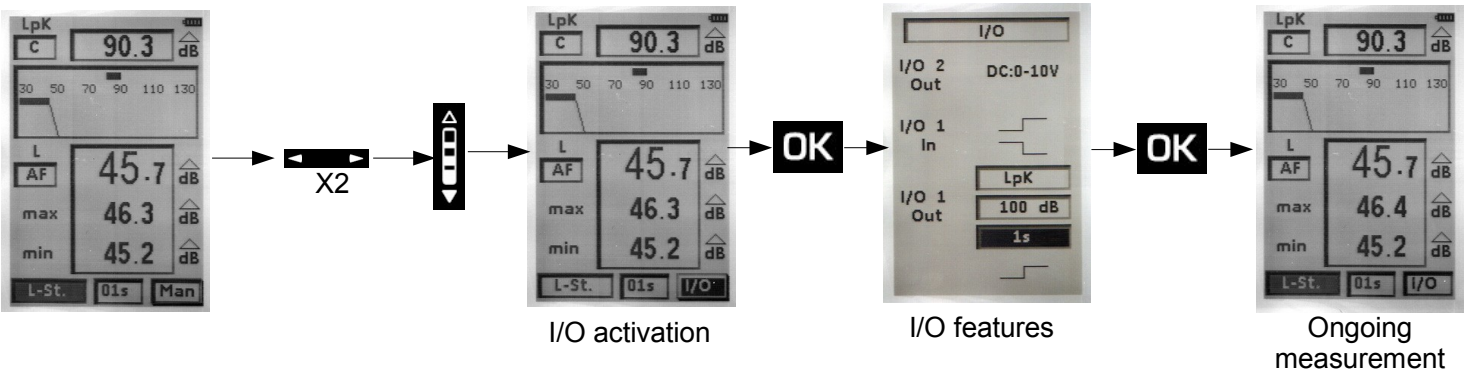 LpK
C 90.3 dB
30 50 70 90 110 130
L
AF 45.7 dB
max 46.3 dB
min 45.2 dB
L-St. 01s Man
X2
LpK
C 90.3 dB
30 50 70 90 110 130
L
AF 45.7 dB
max 46.3 dB
min 45.2 dB
L-St. 01s I/O
I/O activation
OK
I/O
I/O 2 DC:0-10V
Out
I/O 1
In
LpK
I/O 1 100 dB
Out
1s
I/O features
OK
LpK
C 90.3 dB
30 50 70 90 110 130
L
AF 45.7 dB
max 46.4 dB
min 45.2 dB
L-St. 01s I/O
Ongoing
measurement